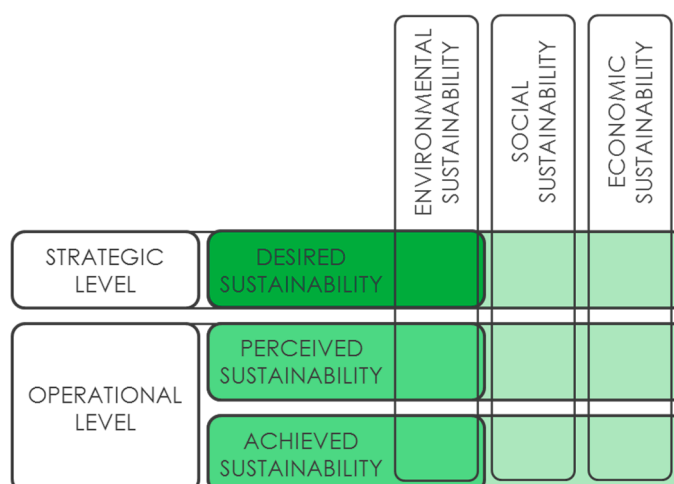 ENVIRONMENTAL
SUSTAINABILITY
SOCIAL
SUSTAINABILITY
ECONOMIC
SUSTAINABILITY
STRATEGIC
LEVEL
DESIRED
SUSTAINABILITY
OPERATIONAL
LEVEL
PERCEIVED
SUSTAINABILITY
ACHIEVED
SUSTAINABILITY